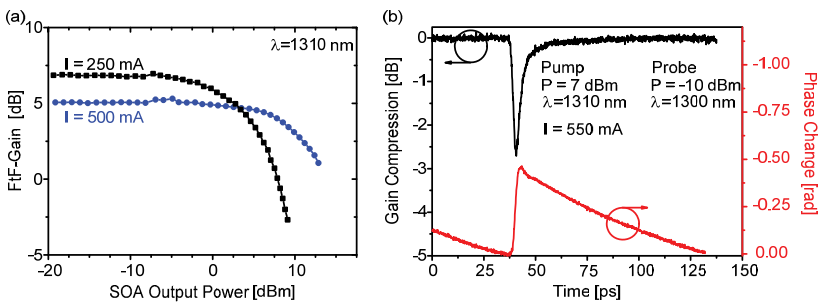 (a)
10
5
0
-5
FtF-Gain [dB]
I = 250 mA
I = 500 mA
λ=1310 nm
-20 -10 0 10
SOA Output Power [dBm]
(b)
0
-1
-2
-3
-4
-5
Gain Compression [dB]
Pump
P = 7 dBm
λ=1310 nm
I = 550 mA
Probe
P = -10 dBm
λ=1300 nm
-1.00
-0.75
-0.50
-0.25
0.00
Phase Change [rad]
0 25 50 75 100 125 150
Time [ps]